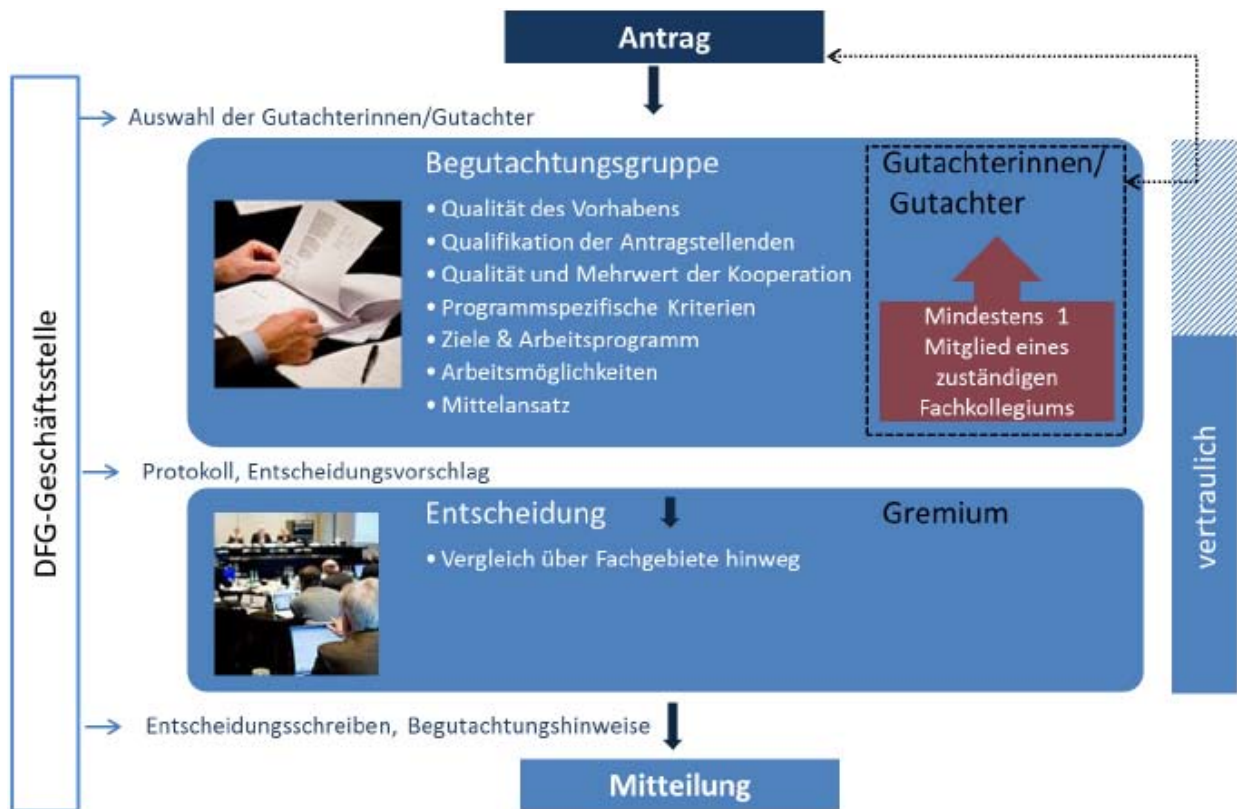 Antrag
DFG-Geschäftsstelle
Auswahl der Gutachterinnen/Gutachter
Begutachtungsgruppe
• Qualität des Vorhabens
• Qualifikation der Antragstellenden
• Qualität und Mehrwert der Kooperation
• Programmspezifische Kriterien
• Ziele & Arbeitsprogramm
• Arbeitsmöglichkeiten
• Mittelansatz
Gutachterinnen/
Gutachter
Mindestens 1
Mitglied eines
zuständigen
Fachkollegiums
vertraulich
Protokoll, Entscheidungsvorschlag
Entscheidung
Gremium
• Vergleich über Fachgebiete hinweg
Entscheidungsschreiben, Begutachtungshinweise
Mitteilung